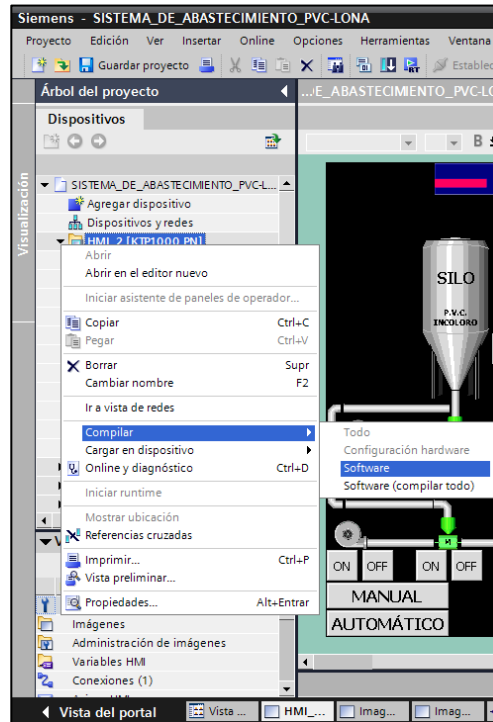 Siemens - SISTEMA_DE_ABASTECIMIENTO_PVC-LONA
Proyecto Edición Ver Insertar Online Opciones Herramientas Ventana
Guardar proyecto Establec
Árbol del proyecto
...E_ABASTECIMIENTO_PVC-LO
Dispositivos
B
Visualización
SISTEMA_DE_ABASTECIMIENTO_PVC-L...
Agregar dispositivo
Dispositivos y redes
HMI_2 [KTP1000 PN]
Abrir
Abrir en el editor nuevo
Iniciar asistente de paneles de operador...
Copiar Ctrl+C
Pegar Ctrl+V
Borrar Supr
Cambiar nombre F2
Ir a vista de redes
Compilar
Cargar en dispositivo
Online y diagnóstico Ctrl+D
Iniciar runtime
Mostrar ubicación
Referencias cruzadas
Imprimir... Ctrl+P
Vista preliminar...
Propiedades... Alt+Entrar
Todo
Configuración hardware
Software
Software (compilar todo)
SILO
P.V.C.
INCOLORO
ON OFF ON OFF
MANUAL
AUTOMÁTICO
Imágenes
Administración de imágenes
Variables HMI
Conexiones (1)
Vista del portal Vista ... HMI_... Imag... Imag...